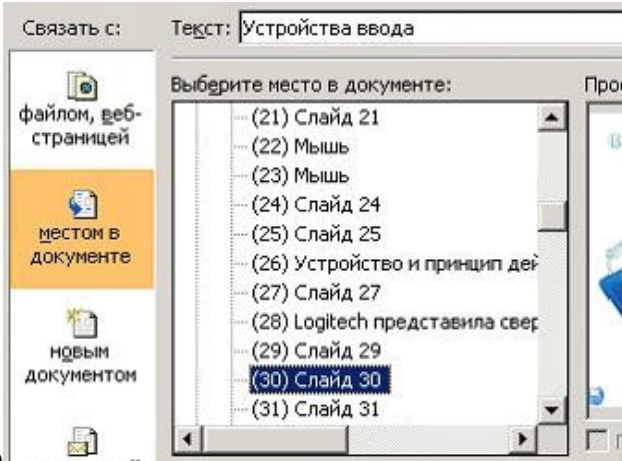 Связать с:
Текст: Устройства ввода
Выберите место в документе:
файлом, веб-
страницей
местом в
документе
новым
документом
(21) Слайд 21
(22) Мышь
(23) Мышь
(24) Слайд 24
(25) Слайд 25
(26) Устройство и принцип дей
(27) Слайд 27
(28) Logitech представила свер
(29) Слайд 29
(30) Слайд 30
(31) Слайд 31